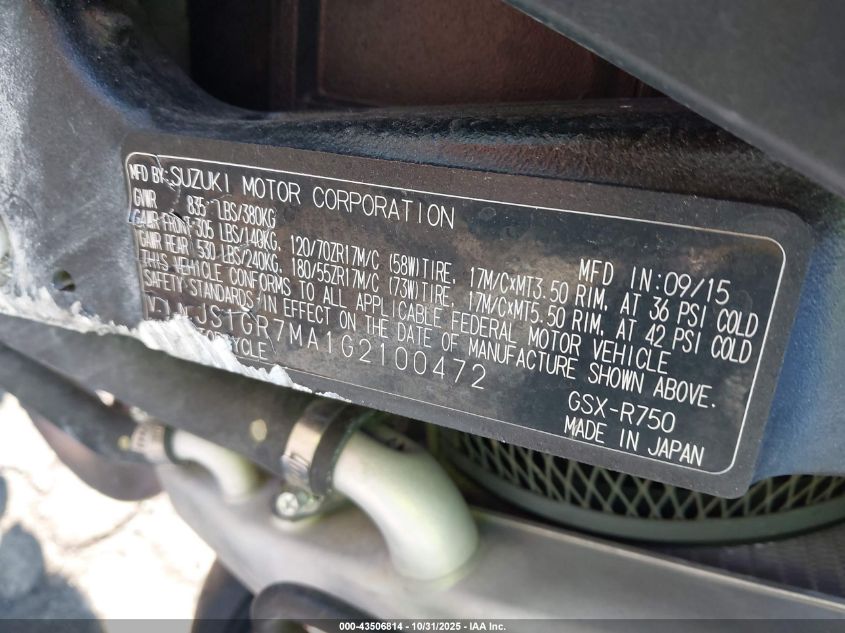 MFD BY: SUZUKI MOTOR CORPORATION
GVWR 835 LBS/380KG MFD IN: 09/15
GAWR FRONT 305 LBS/140KG, 120/70ZR17M/C (58W)TIRE, 17M/C×MT3.50 RIM, AT 36 PSI COLD
GAWR REAR 530 LBS/240KG, 180/55ZR17M/C (73W)TIRE, 17M/C×MT5.50 RIM, AT 42 PSI COLD
THIS VEHICLE CONFORMS TO ALL APPLICABLE FEDERAL MOTOR VEHICLE
SAFETY STANDARDS IN EFFECT ON THE DATE OF MANUFACTURE SHOWN ABOVE.
JS1GR7MA1G2100472 GSX-R750
MADE IN JAPAN
000-43506814 - 10/31/2025 - IAA Inc.